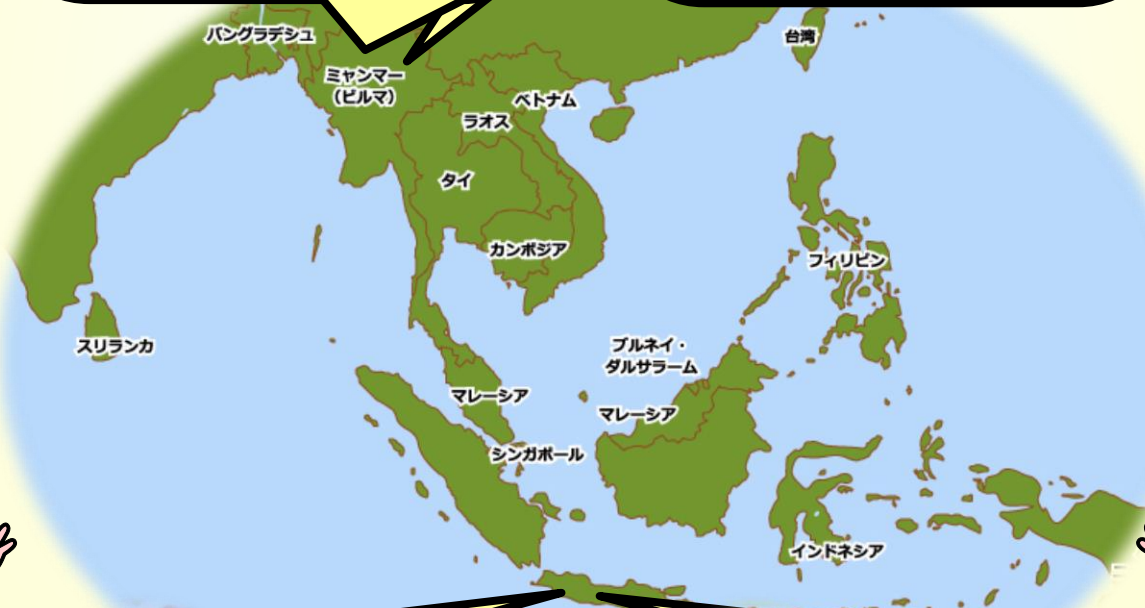 バングラデシュ
台湾
ミャンマー
（ビルマ）
ベトナム
ラオス
タイ
カンボジア
フィリピン
スリランカ
ブルネイ・
ダルサラーム
マレーシア
マレーシア
シンガポール
インドネシア